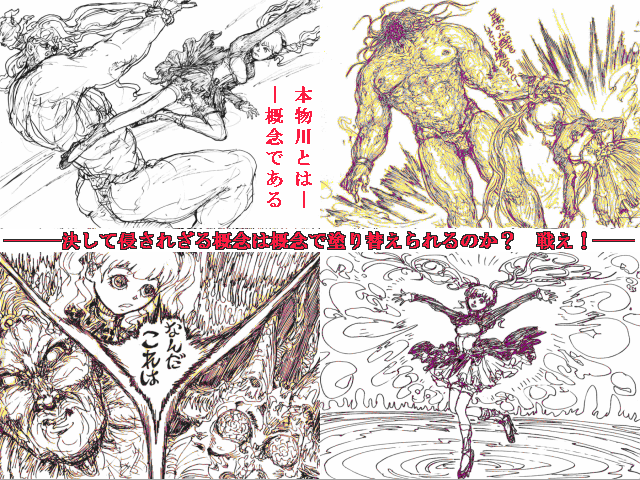 本物川とは―
―概念である
―――決して侵されざる概念は概念で塗り替えられるのか？　戦え！――
なんだ
これは